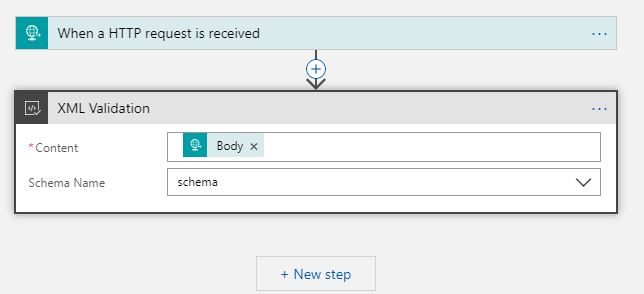 When a HTTP request is received
...
XML Validation
...
*Content
Body ×
Schema Name
schema
+ New step